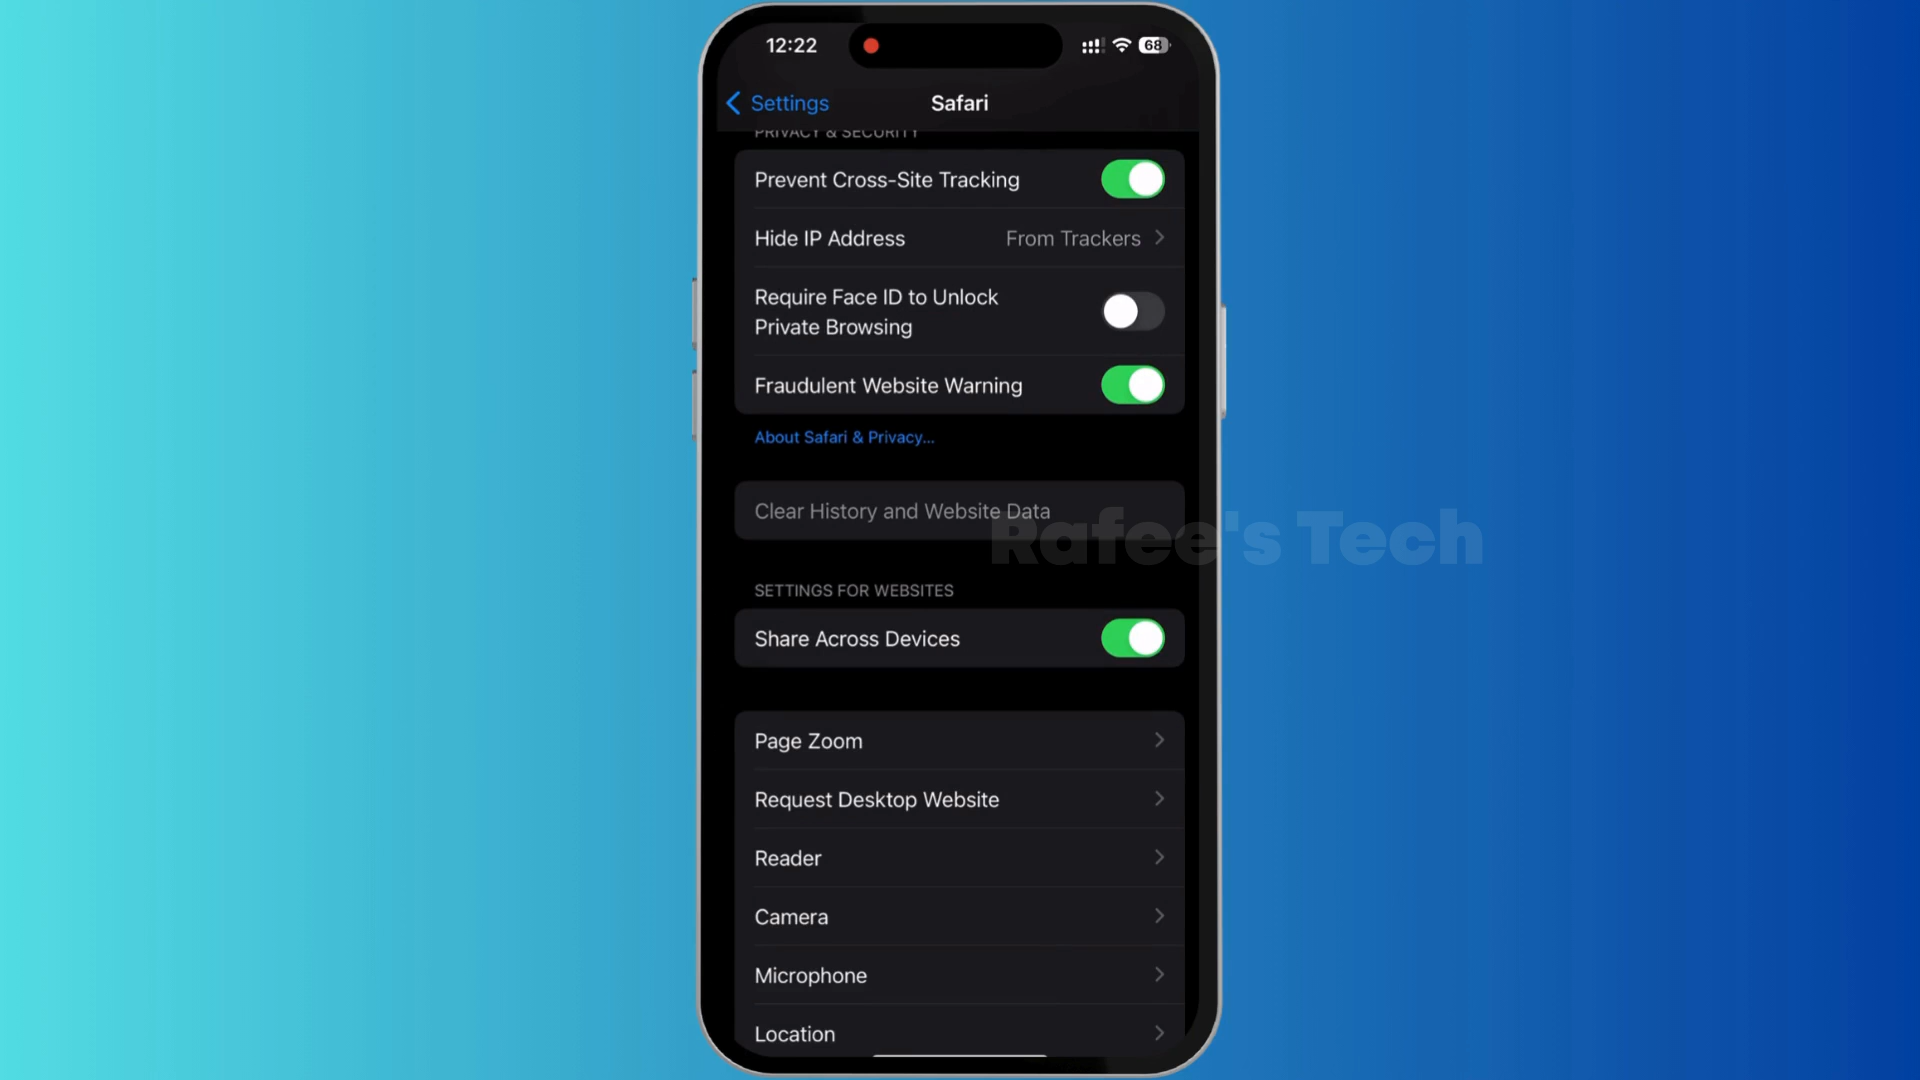 12:22
68
Settings
Safari
PRIVACY & SECURITY
Prevent Cross-Site Tracking
Hide IP Address From Trackers
Require Face ID to Unlock
Private Browsing
Fraudulent Website Warning
About Safari & Privacy...
Clear History and Website Data
Rafee's Tech
SETTINGS FOR WEBSITES
Share Across Devices
Page Zoom
Request Desktop Website
Reader
Camera
Microphone
Location